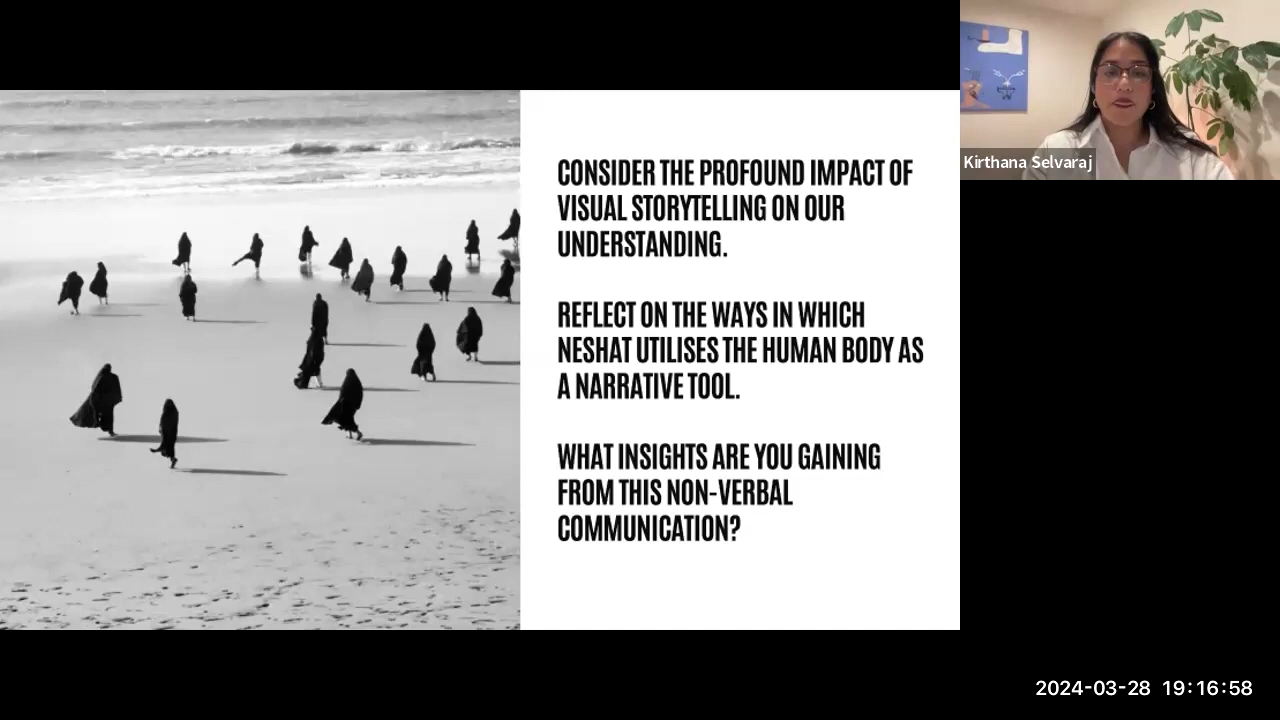 CONSIDER THE PROFOUND IMPACT OF
VISUAL STORYTELLING ON OUR
UNDERSTANDING.
REFLECT ON THE WAYS IN WHICH
NESHAT UTILISES THE HUMAN BODY AS
A NARRATIVE TOOL.
WHAT INSIGHTS ARE YOU GAINING
FROM THIS NON-VERBAL
COMMUNICATION?
Kirthana Selvaraj
2024-03-28 19:16:58